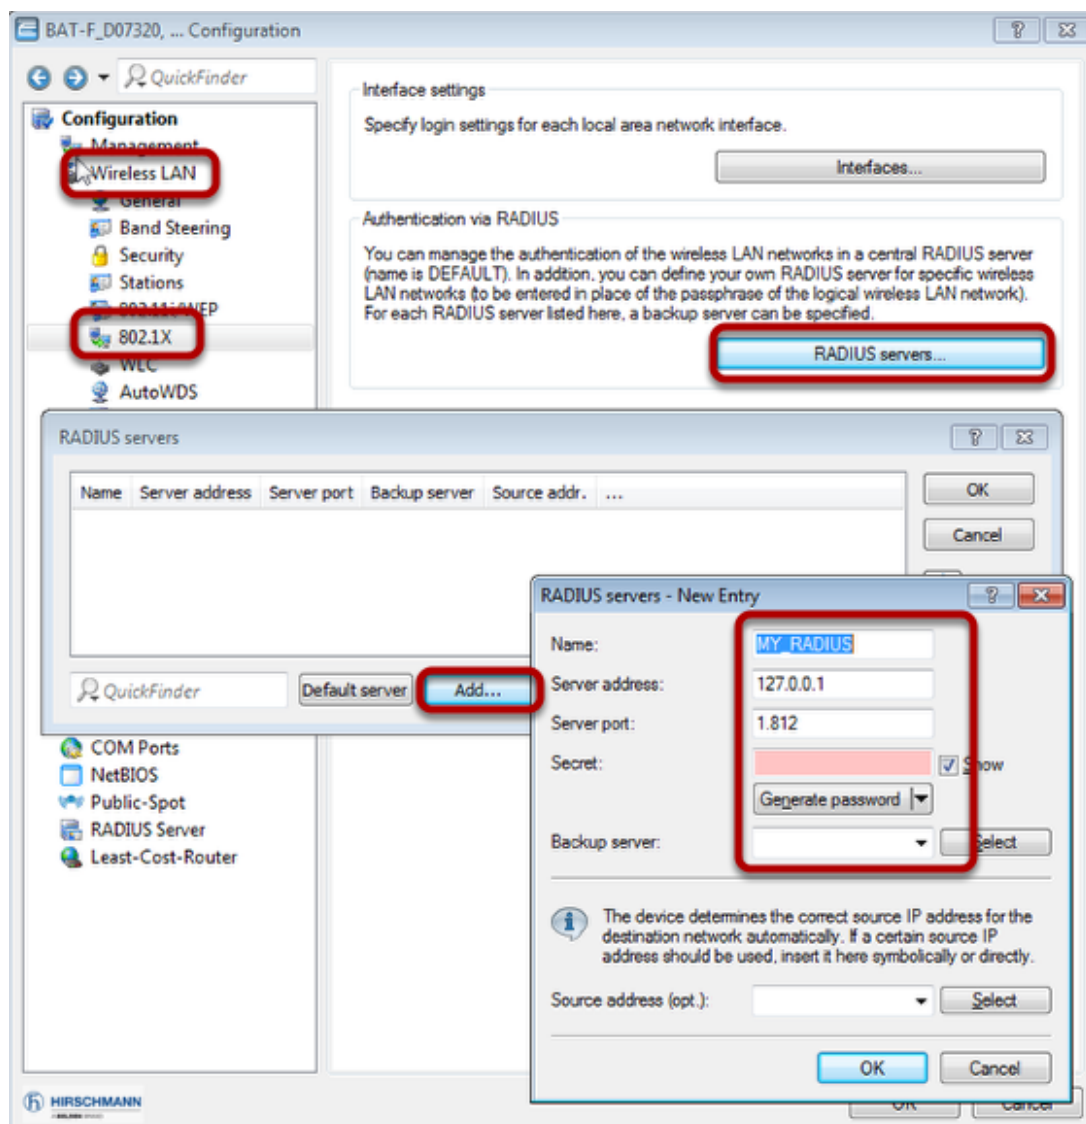 BAT-F_D07320, ... Configuration
QuickFinder
Configuration
Management
Wireless LAN
General
Band Steering
Security
Stations
802.11i/WEP
802.1X
WLC
AutoWDS
Interface settings
Specify login settings for each local area network interface.
Interfaces...
Authentication via RADIUS
You can manage the authentication of the wireless LAN networks in a central RADIUS server
(name is DEFAULT). In addition, you can define your own RADIUS server for specific wireless
LAN networks (to be entered in place of the passphrase of the logical wireless LAN network).
For each RADIUS server listed here, a backup server can be specified.
RADIUS servers...
RADIUS servers
Name Server address Server port Backup server Source addr. ...
OK
Cancel
QuickFinder
Default server
Add...
COM Ports
NetBIOS
Public-Spot
RADIUS Server
Least-Cost-Router
RADIUS servers - New Entry
Name: MY_RADIUS
Server address: 127.0.0.1
Server port: 1.812
Secret: Show
Generate password
Backup server: Select
The device determines the correct source IP address for the
destination network automatically. If a certain source IP
address should be used, insert it here symbolically or directly.
Source address (opt.): Select
OK Cancel
HIRSCHMANN
OK Cancel